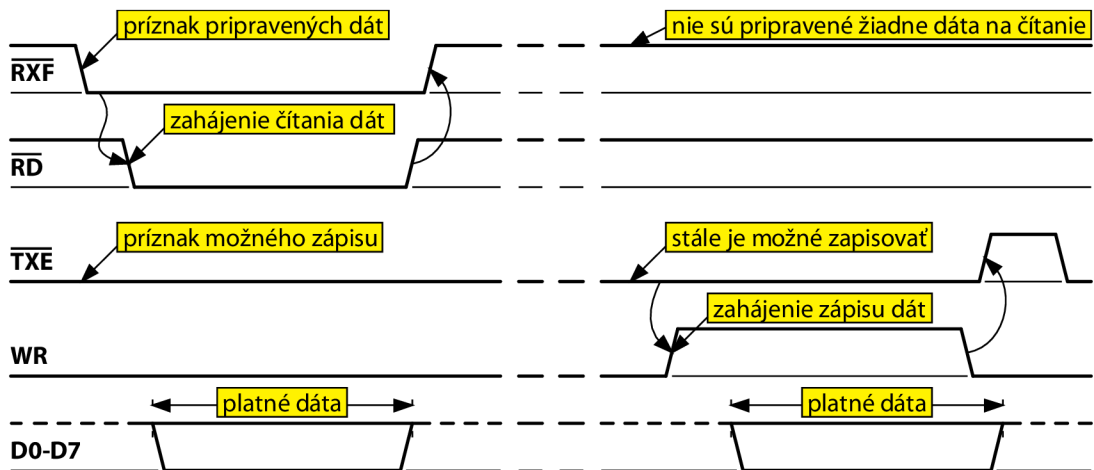 príznak pripravených dát
nie sú pripravené žiadne dáta na čítanie
RXF
zahájenie čítania dát
RD
príznak možného zápisu
stále je možné zapisovať
TXE
zahájenie zápisu dát
WR
platné dáta
platné dáta
D0-D7